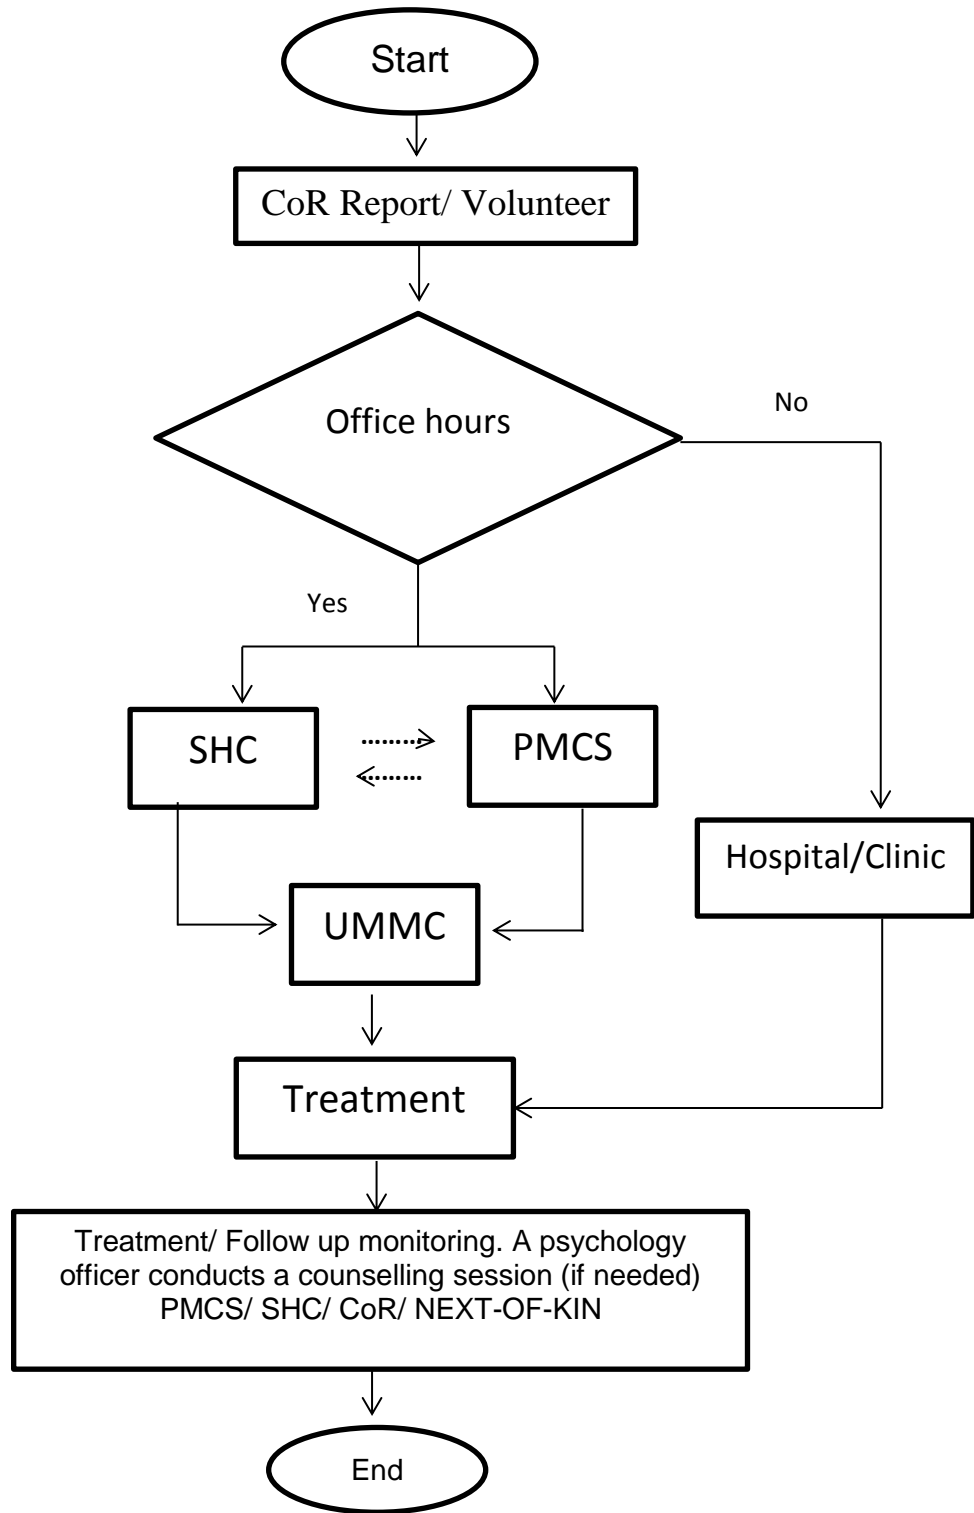 Start
CoR Report/ Volunteer
Office hours
No
Yes
SHC
PMCS
Hospital/Clinic
UMMC
Treatment
Treatment/ Follow up monitoring. A psychology
officer conducts a counselling session (if needed)
PMCS/ SHC/ CoR/ NEXT-OF-KIN
End